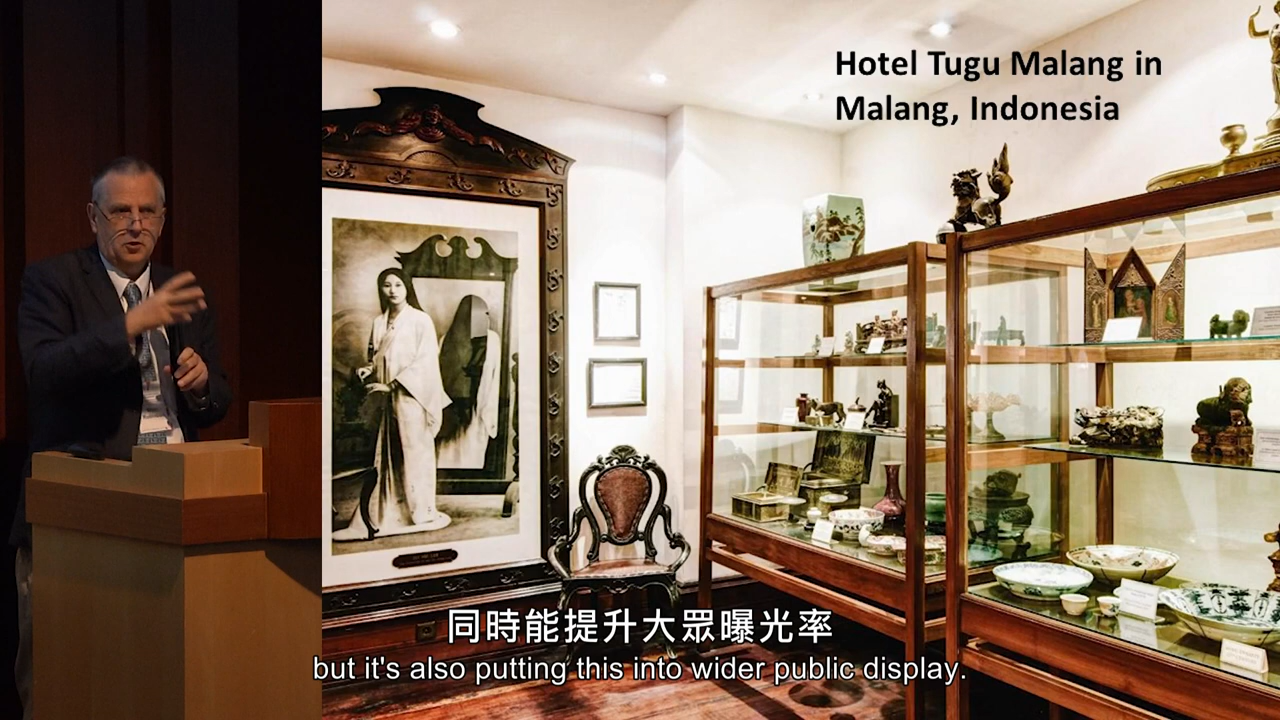 Hotel Tugu Malang in
Malang, Indonesia
同時能提升大眾曝光率
but it's also putting this into wider public display.